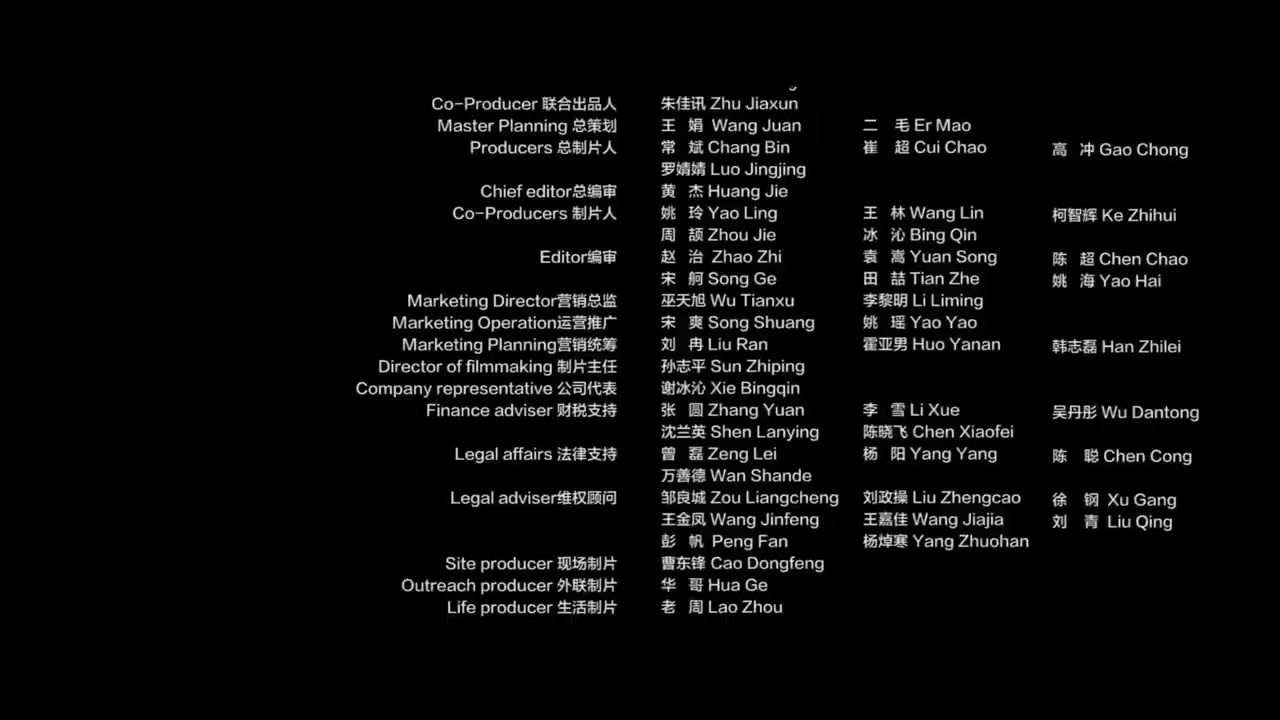 Co-Producer 联合出品人 朱佳讯 Zhu Jiaxun
Master Planning 总策划 王 娟 Wang Juan 二 毛 Er Mao
Producers 总制片人 常 斌 Chang Bin 崔 超 Cui Chao 高 冲 Gao Chong
罗婧婧 Luo Jingjing
Chief editor总编审 黄 杰 Huang Jie
Co-Producers 制片人 姚 玲 Yao Ling 王 林 Wang Lin 柯智辉 Ke Zhihui
周 颉 Zhou Jie 冰 沁 Bing Qin
Editor编审 赵 治 Zhao Zhi 袁 嵩 Yuan Song 陈 超 Chen Chao
宋 舸 Song Ge 田 喆 Tian Zhe 姚 海 Yao Hai
Marketing Director营销总监 巫天旭 Wu Tianxu 李黎明 Li Liming
Marketing Operation运营推广 宋 爽 Song Shuang 姚 瑶 Yao Yao
Marketing Planning营销统筹 刘 冉 Liu Ran 霍亚男 Huo Yanan 韩志磊 Han Zhilei
Director of filmmaking 制片主任 孙志平 Sun Zhiping
Company representative 公司代表 谢冰沁 Xie Bingqin
Finance adviser 财税支持 张 圆 Zhang Yuan 李 雪 Li Xue 吴丹彤 Wu Dantong
沈兰英 Shen Lanying 陈晓飞 Chen Xiaofei
Legal affairs 法律支持 曾 磊 Zeng Lei 杨 阳 Yang Yang 陈 聪 Chen Cong
万善德 Wan Shande
Legal adviser维权顾问 邹良城 Zou Liangcheng 刘政操 Liu Zhengcao 徐 钢 Xu Gang
王金凤 Wang Jinfeng 王嘉佳 Wang Jiajia 刘 青 Liu Qing
彭 帆 Peng Fan 杨焯寒 Yang Zhuohan
Site producer 现场制片 曹东锋 Cao Dongfeng
Outreach producer 外联制片 华 哥 Hua Ge
Life producer 生活制片 老 周 Lao Zhou